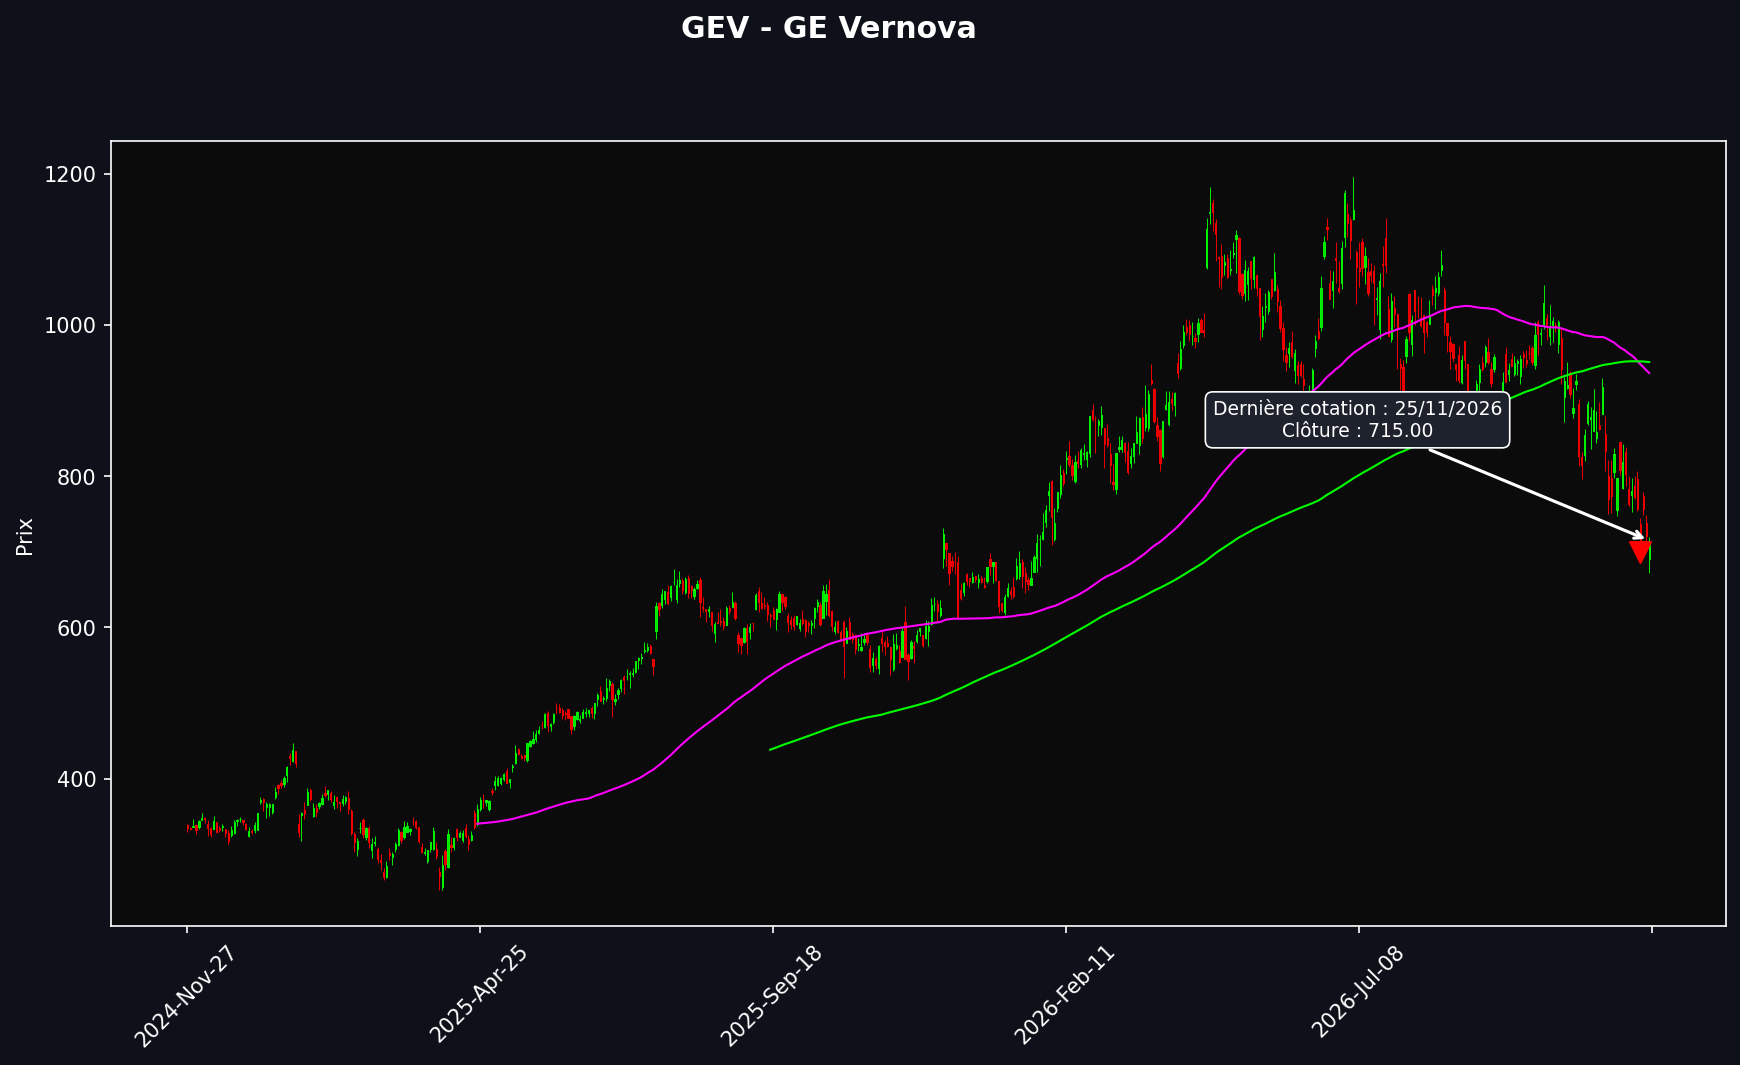 GEV - GE Vernova
1200
1000
800
600
400
Prix
Dernière cotation : 25/11/2026
Clôture : 715.00
2024-Nov-27
2025-Apr-25
2025-Sep-18
2026-Feb-11
2026-Jul-08